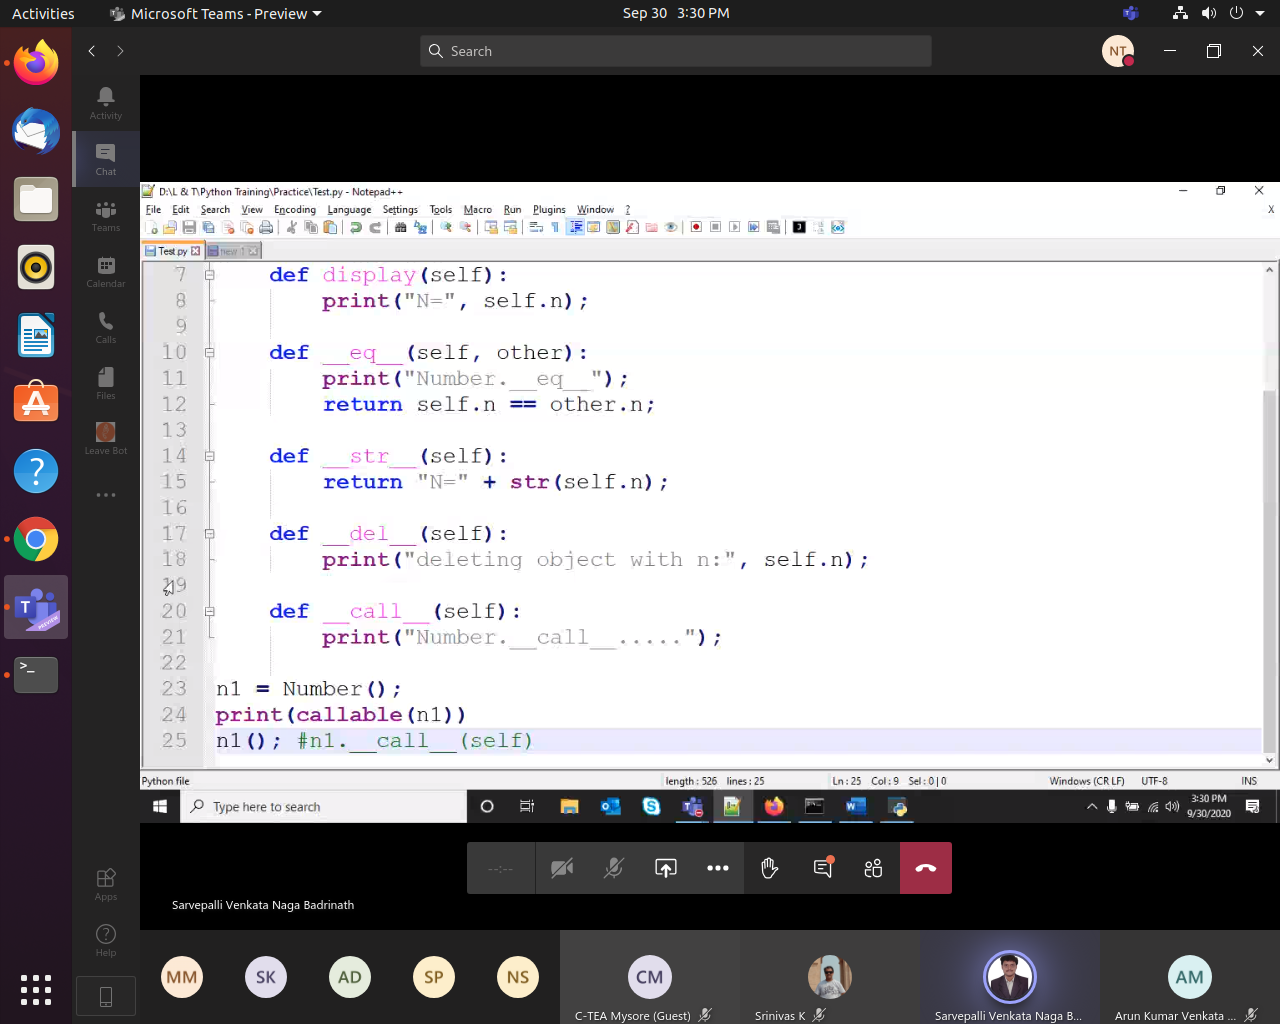 Activities
Microsoft Teams - Preview
Sep 30 3:30 PM
Search
NT
Activity
Chat
Teams
Calendar
Calls
Files
Leave Bot
Apps
Help
D:\L & T\Python Training\Practice\Test.py - Notepad++
File Edit Search View Encoding Language Settings Tools Macro Run Plugins Window ?
X
Test.py
new 1
7 def display(self):
8 print("N=", self.n);
9
10 def __eq__(self, other):
11 print("Number.__eq__");
12 return self.n == other.n;
13
14 def __str__(self):
15 return "N=" + str(self.n);
16
17 def __del__(self):
18 print("deleting object with n:", self.n);
19
20 def __call__(self):
21 print("Number.__call__.....");
22
23 n1 = Number();
24 print(callable(n1))
25 n1(); #n1.__call__(self)
Python file
length : 526 lines : 25
Ln : 25 Col : 9 Sel : 0 | 0
Windows (CR LF)
UTF-8
INS
Type here to search
3:30 PM
9/30/2020
--:--
Sarvepalli Venkata Naga Badrinath
MM
SK
AD
SP
NS
CM
AM
C-TEA Mysore (Guest)
Srinivas K
Sarvepalli Venkata Naga B...
Arun Kumar Venkata ...